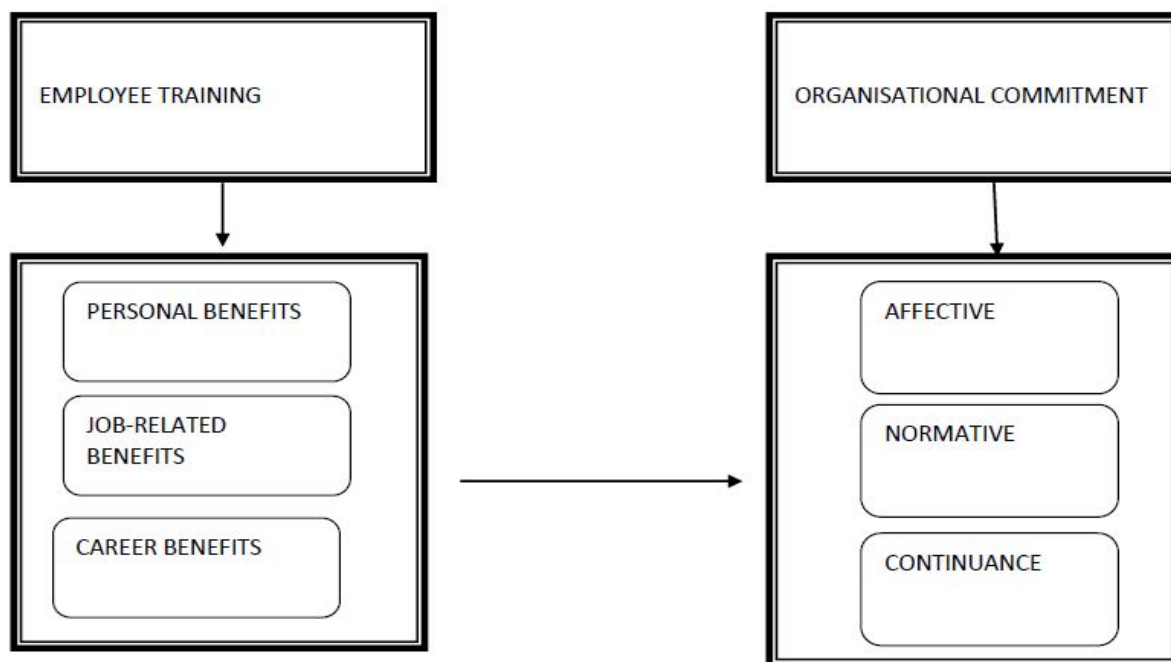 EMPLOYEE TRAINING
ORGANISATIONAL COMMITMENT
PERSONAL BENEFITS
JOB-RELATED
BENEFITS
CAREER BENEFITS
AFFECTIVE
NORMATIVE
CONTINUANCE